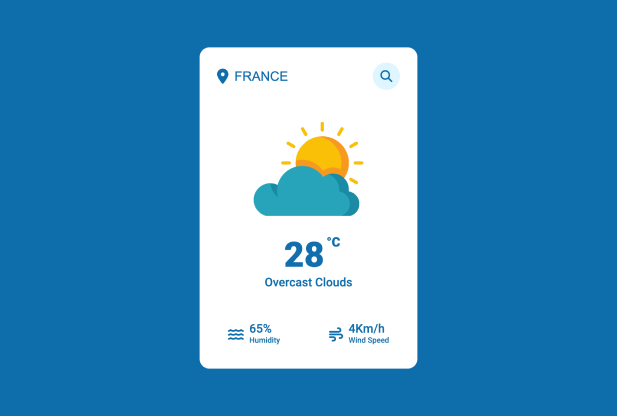 FRANCE
28 °C
Overcast Clouds
65%
Humidity
4Km/h
Wind Speed